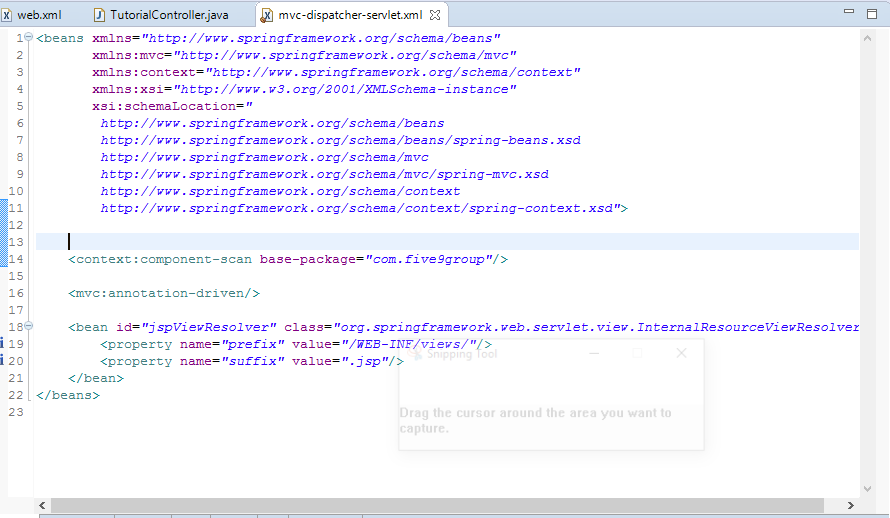 web.xml TutorialController.java mvc-dispatcher-servlet.xml
1 <beans xmlns="http://www.springframework.org/schema/beans"
2 xmlns:mvc="http://www.springframework.org/schema/mvc"
3 xmlns:context="http://www.springframework.org/schema/context"
4 xmlns:xsi="http://www.w3.org/2001/XMLSchema-instance"
5 xsi:schemaLocation="
6 http://www.springframework.org/schema/beans
7 http://www.springframework.org/schema/beans/spring-beans.xsd
8 http://www.springframework.org/schema/mvc
9 http://www.springframework.org/schema/mvc/spring-mvc.xsd
10 http://www.springframework.org/schema/context
11 http://www.springframework.org/schema/context/spring-context.xsd">
12
13
14 <context:component-scan base-package="com.five9group"/>
15
16 <mvc:annotation-driven/>
17
18 <bean id="jspViewResolver" class="org.springframework.web.servlet.view.InternalResourceViewResolver
19 <property name="prefix" value="/WEB-INF/views/"/>
20 <property name="suffix" value=".jsp"/>
21 </bean>
22 </beans>
23
Snipping Tool
Drag the cursor around the area you want to
capture.